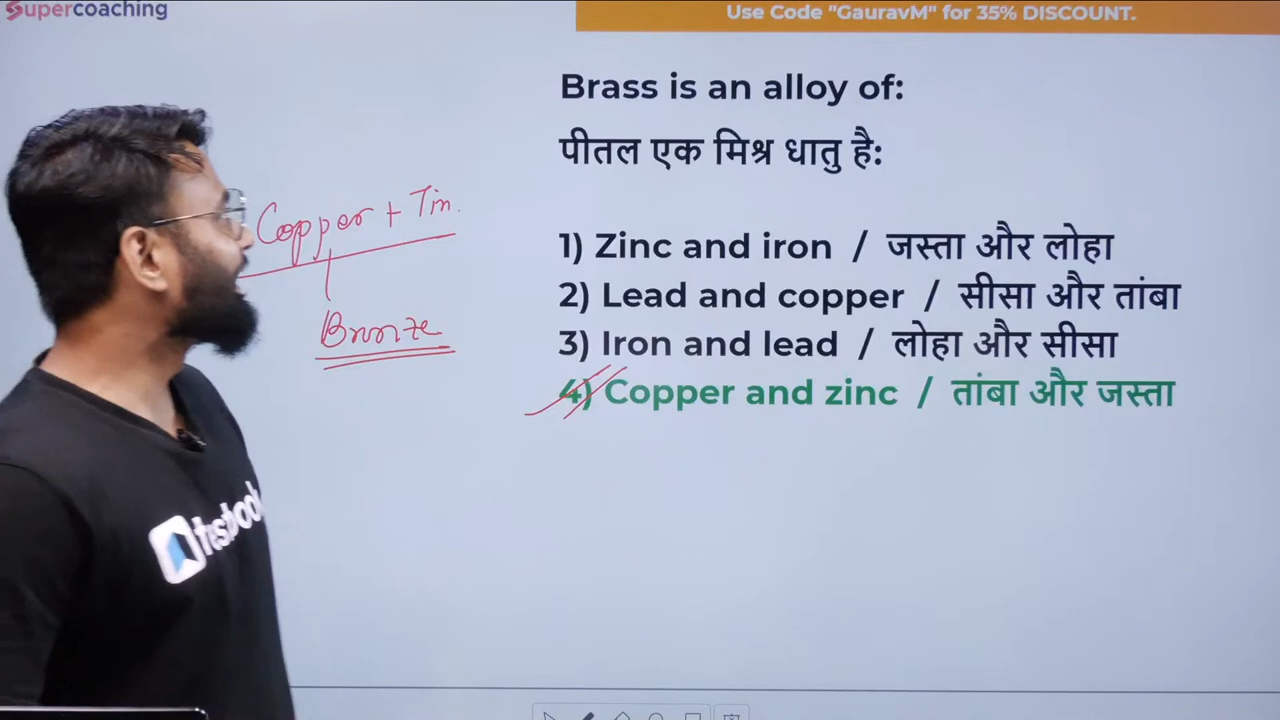 Supercoaching
Use Code "GauravM" for 35% DISCOUNT.
Brass is an alloy of:
पीतल एक मिश्र धातु है:
Copper + Tin.
Bronze
1) Zinc and iron / जस्ता और लोहा
2) Lead and copper / सीसा और तांबा
3) Iron and lead / लोहा और सीसा
4) Copper and zinc / तांबा और जस्ता
testbook